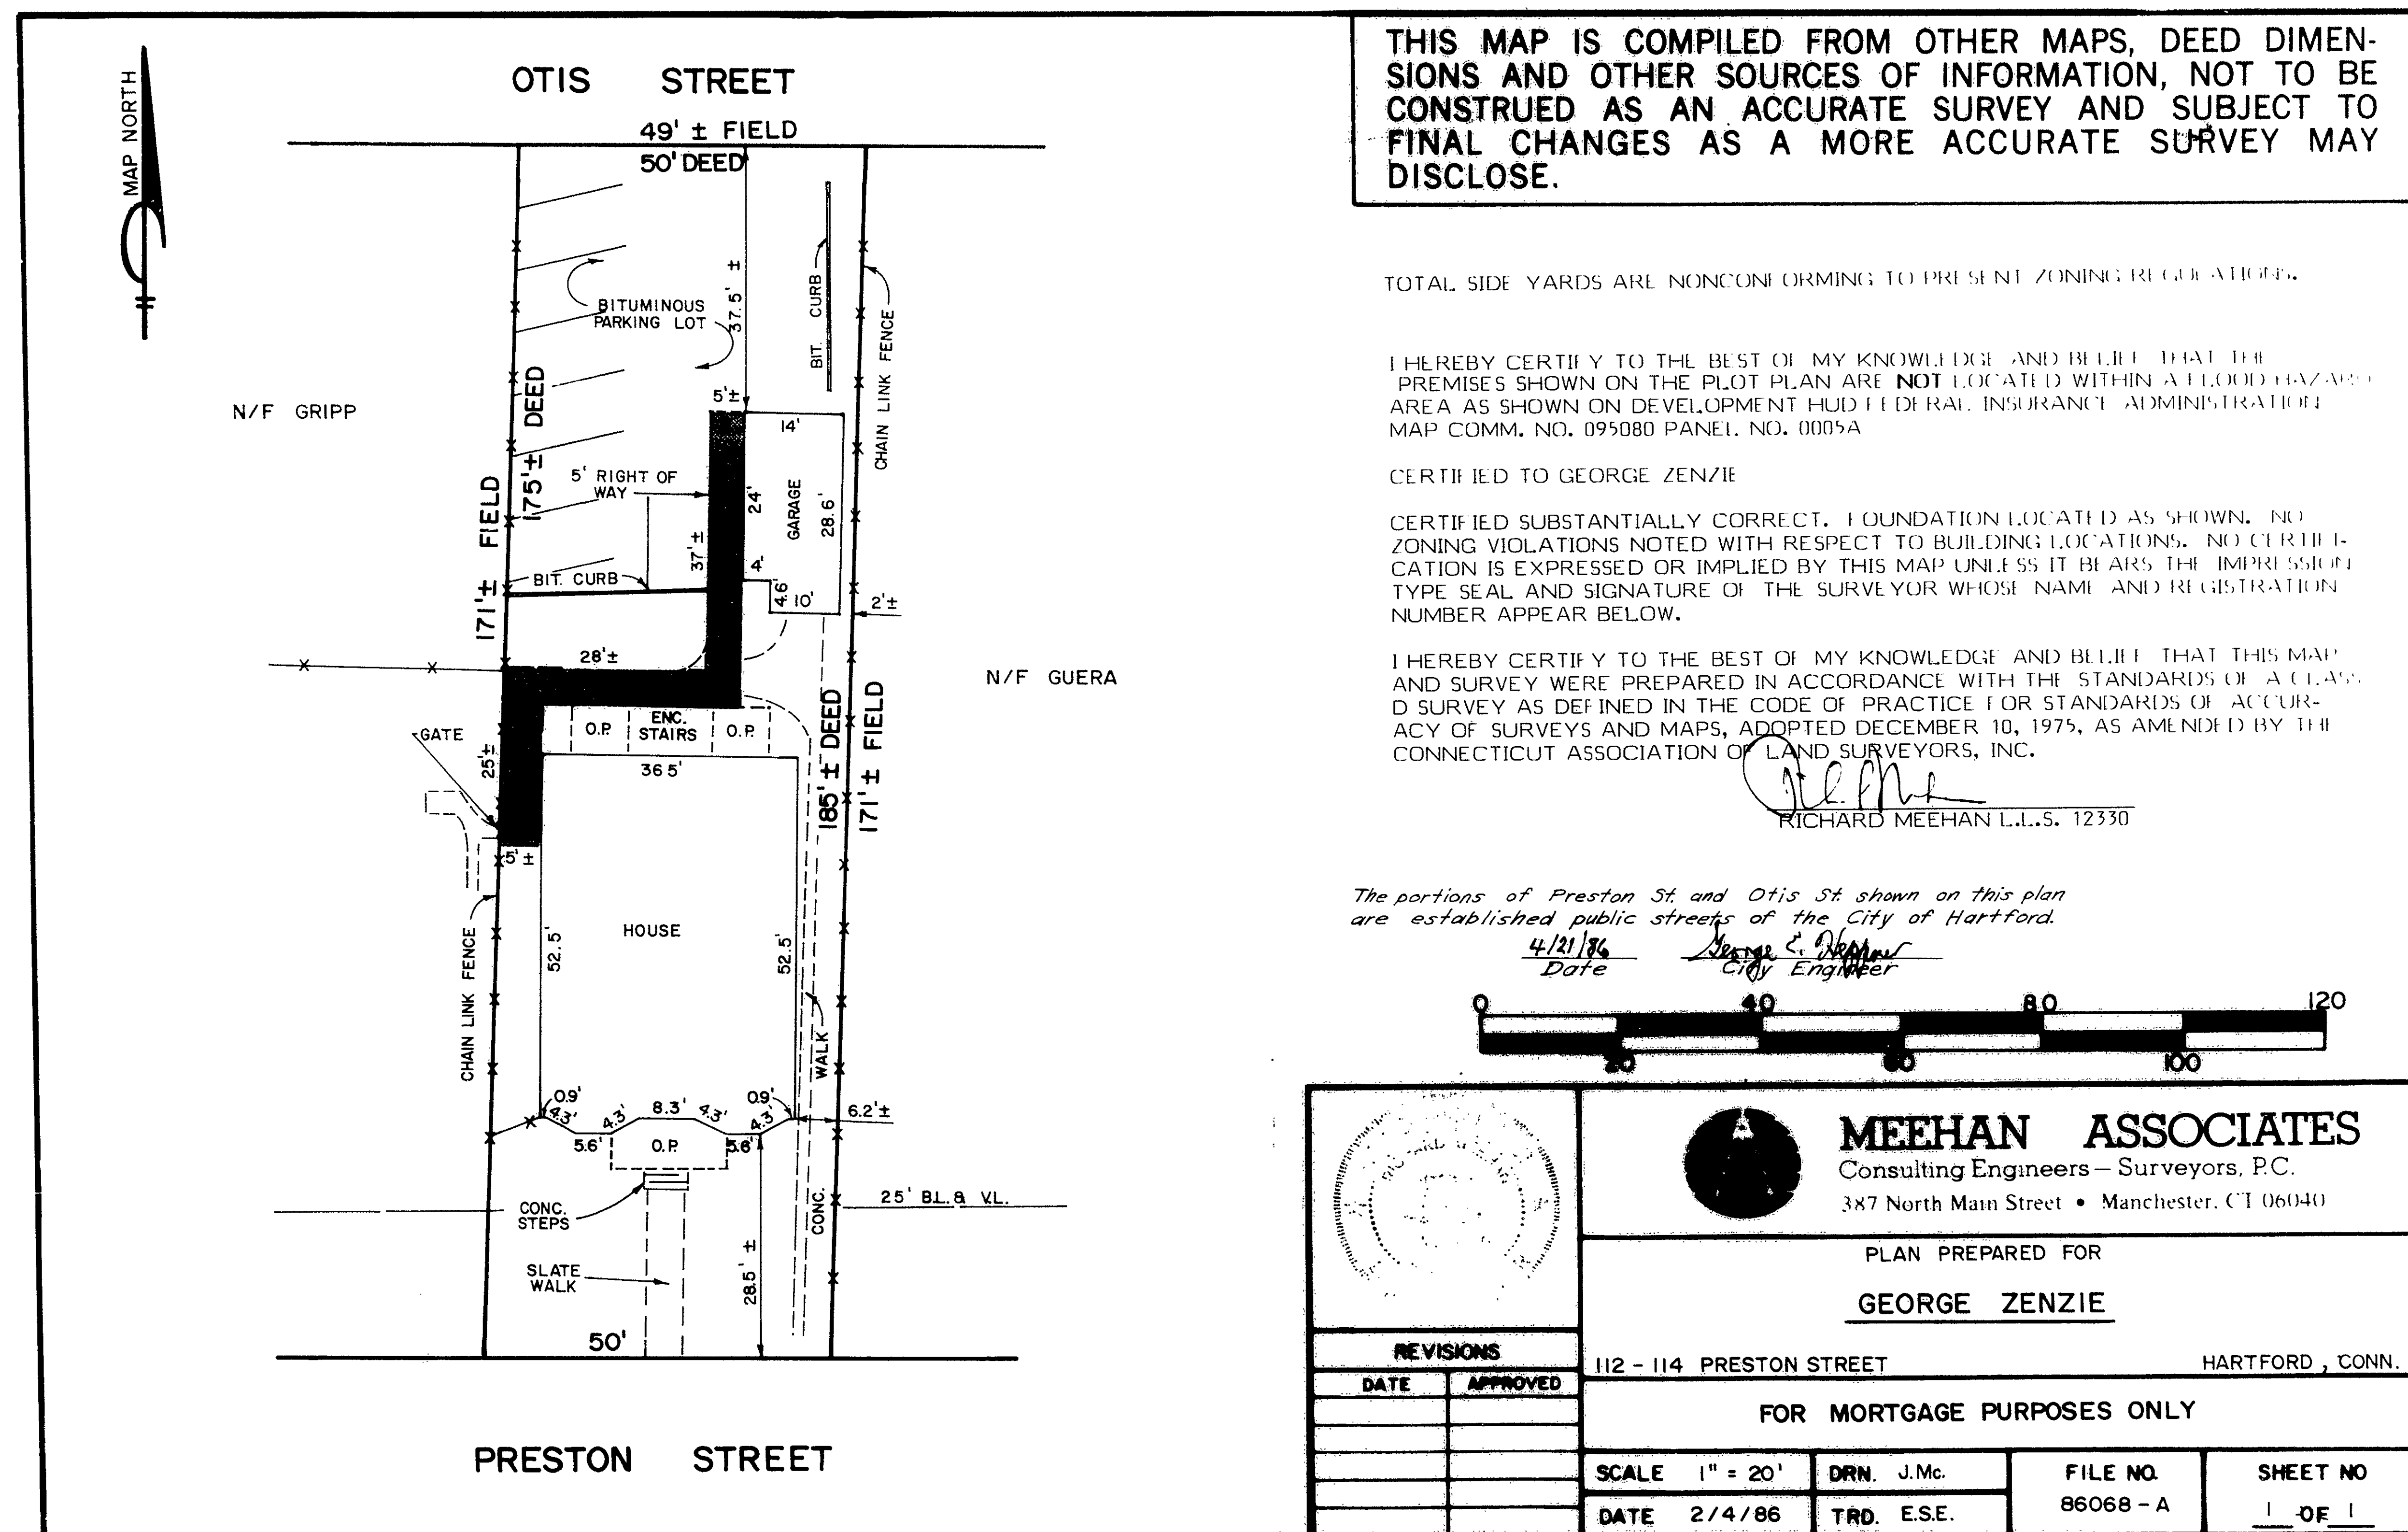 THIS MAP IS COMPILED FROM OTHER MAPS, DEED DIMEN-
SIONS AND OTHER SOURCES OF INFORMATION, NOT TO BE
CONSTRUED AS AN ACCURATE SURVEY AND SUBJECT TO
FINAL CHANGES AS A MORE ACCURATE SURVEY MAY
DISCLOSE.
MAP NORTH
OTIS STREET
49' ± FIELD
50' DEED
37.5' ±
BIT. CURB
CHAIN LINK FENCE
BITUMINOUS
PARKING LOT
N/F GRIPP
175'± DEED
171'± FIELD
5'±
14'
5' RIGHT OF
WAY
24'
GARAGE
28.6'
37'±
4'
4.6'
10'
2'±
BIT. CURB
28'±
N/F GUERA
GATE
25'±
O.P.
ENC.
STAIRS
O.P.
36.5'
185'± DEED
171'± FIELD
5'±
HOUSE
52.5'
52.5'
CHAIN LINK FENCE
WALK
0.9'
4.3'
4.3'
8.3'
4.3'
4.3'
0.9'
6.2'±
5.6'
O.P.
5.6'
CONC.
25' B.L. & V.L.
CONC.
STEPS
SLATE
WALK
28.5' ±
50'
PRESTON STREET
TOTAL SIDE YARDS ARE NONCONFORMING TO PRESENT ZONING REGULATIONS.
I HEREBY CERTIFY TO THE BEST OF MY KNOWLEDGE AND BELIEF THAT THE
PREMISES SHOWN ON THE PLOT PLAN ARE NOT LOCATED WITHIN A FLOOD HAZARD
AREA AS SHOWN ON DEVELOPMENT HUD FEDERAL INSURANCE ADMINISTRATION
MAP COMM. NO. 095080 PANEL NO. 0005A
CERTIFIED TO GEORGE ZENZIE
CERTIFIED SUBSTANTIALLY CORRECT. FOUNDATION LOCATED AS SHOWN. NO
ZONING VIOLATIONS NOTED WITH RESPECT TO BUILDING LOCATIONS. NO CERTIFI-
CATION IS EXPRESSED OR IMPLIED BY THIS MAP UNLESS IT BEARS THE IMPRESSION
TYPE SEAL AND SIGNATURE OF THE SURVEYOR WHOSE NAME AND REGISTRATION
NUMBER APPEAR BELOW.
I HEREBY CERTIFY TO THE BEST OF MY KNOWLEDGE AND BELIEF THAT THIS MAP
AND SURVEY WERE PREPARED IN ACCORDANCE WITH THE STANDARDS OF A CLASS
D SURVEY AS DEFINED IN THE CODE OF PRACTICE FOR STANDARDS OF ACCUR-
ACY OF SURVEYS AND MAPS, ADOPTED DECEMBER 10, 1975, AS AMENDED BY THE
CONNECTICUT ASSOCIATION OF LAND SURVEYORS, INC.
RICHARD MEEHAN L.L.S. 12330
The portions of Preston St. and Otis St. shown on this plan
are established public streets of the City of Hartford.
4/21/86 George E. Heppner
Date City Engineer
0 40 80 120
20 60 100
MEEHAN ASSOCIATES
Consulting Engineers – Surveyors, P.C.
387 North Main Street • Manchester, CT 06040
PLAN PREPARED FOR
GEORGE ZENZIE
112 – 114 PRESTON STREET HARTFORD, CONN.
FOR MORTGAGE PURPOSES ONLY
REVISIONS
DATE APPROVED
SCALE 1" = 20'
DRN. J.Mc.
FILE NO.
86068 – A
SHEET NO
1 OF 1
DATE 2/4/86
TRD. E.S.E.